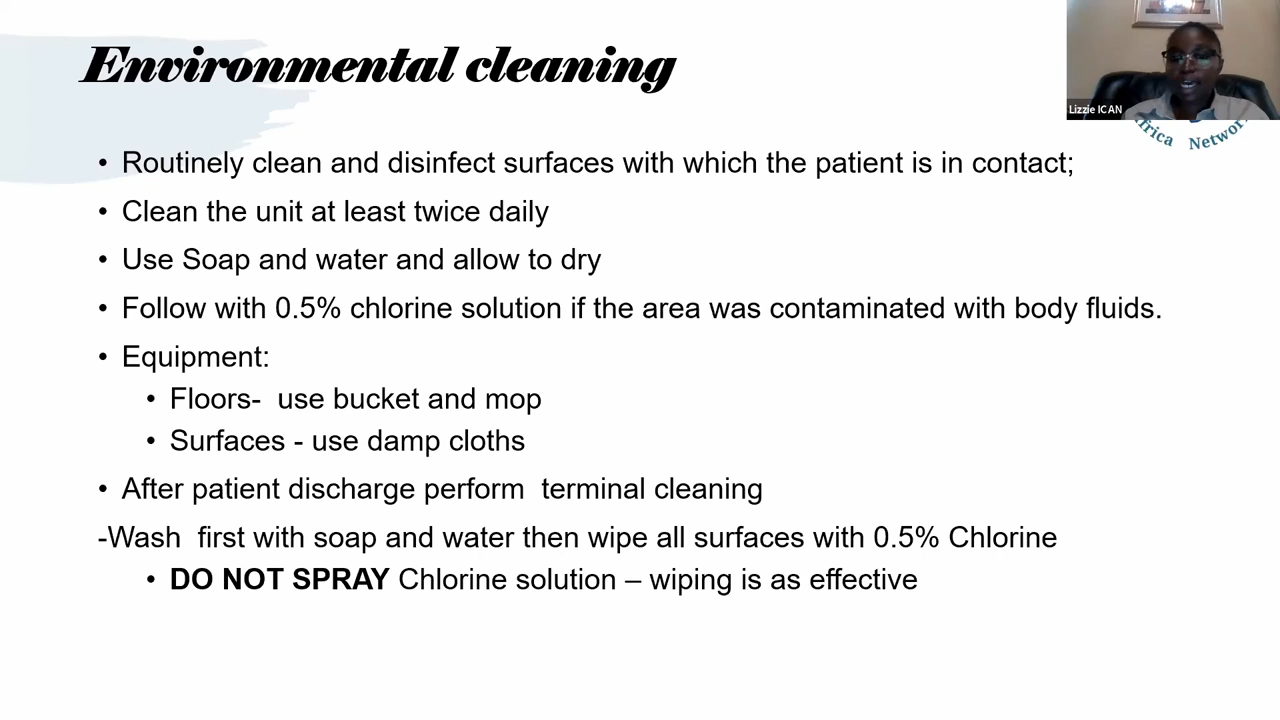 Environmental cleaning
Lizzie ICAN
Africa Network
• Routinely clean and disinfect surfaces with which the patient is in contact;
• Clean the unit at least twice daily
• Use Soap and water and allow to dry
• Follow with 0.5% chlorine solution if the area was contaminated with body fluids.
• Equipment:
• Floors-  use bucket and mop
• Surfaces - use damp cloths
• After patient discharge perform  terminal cleaning
-Wash  first with soap and water then wipe all surfaces with 0.5% Chlorine
• DO NOT SPRAY Chlorine solution – wiping is as effective